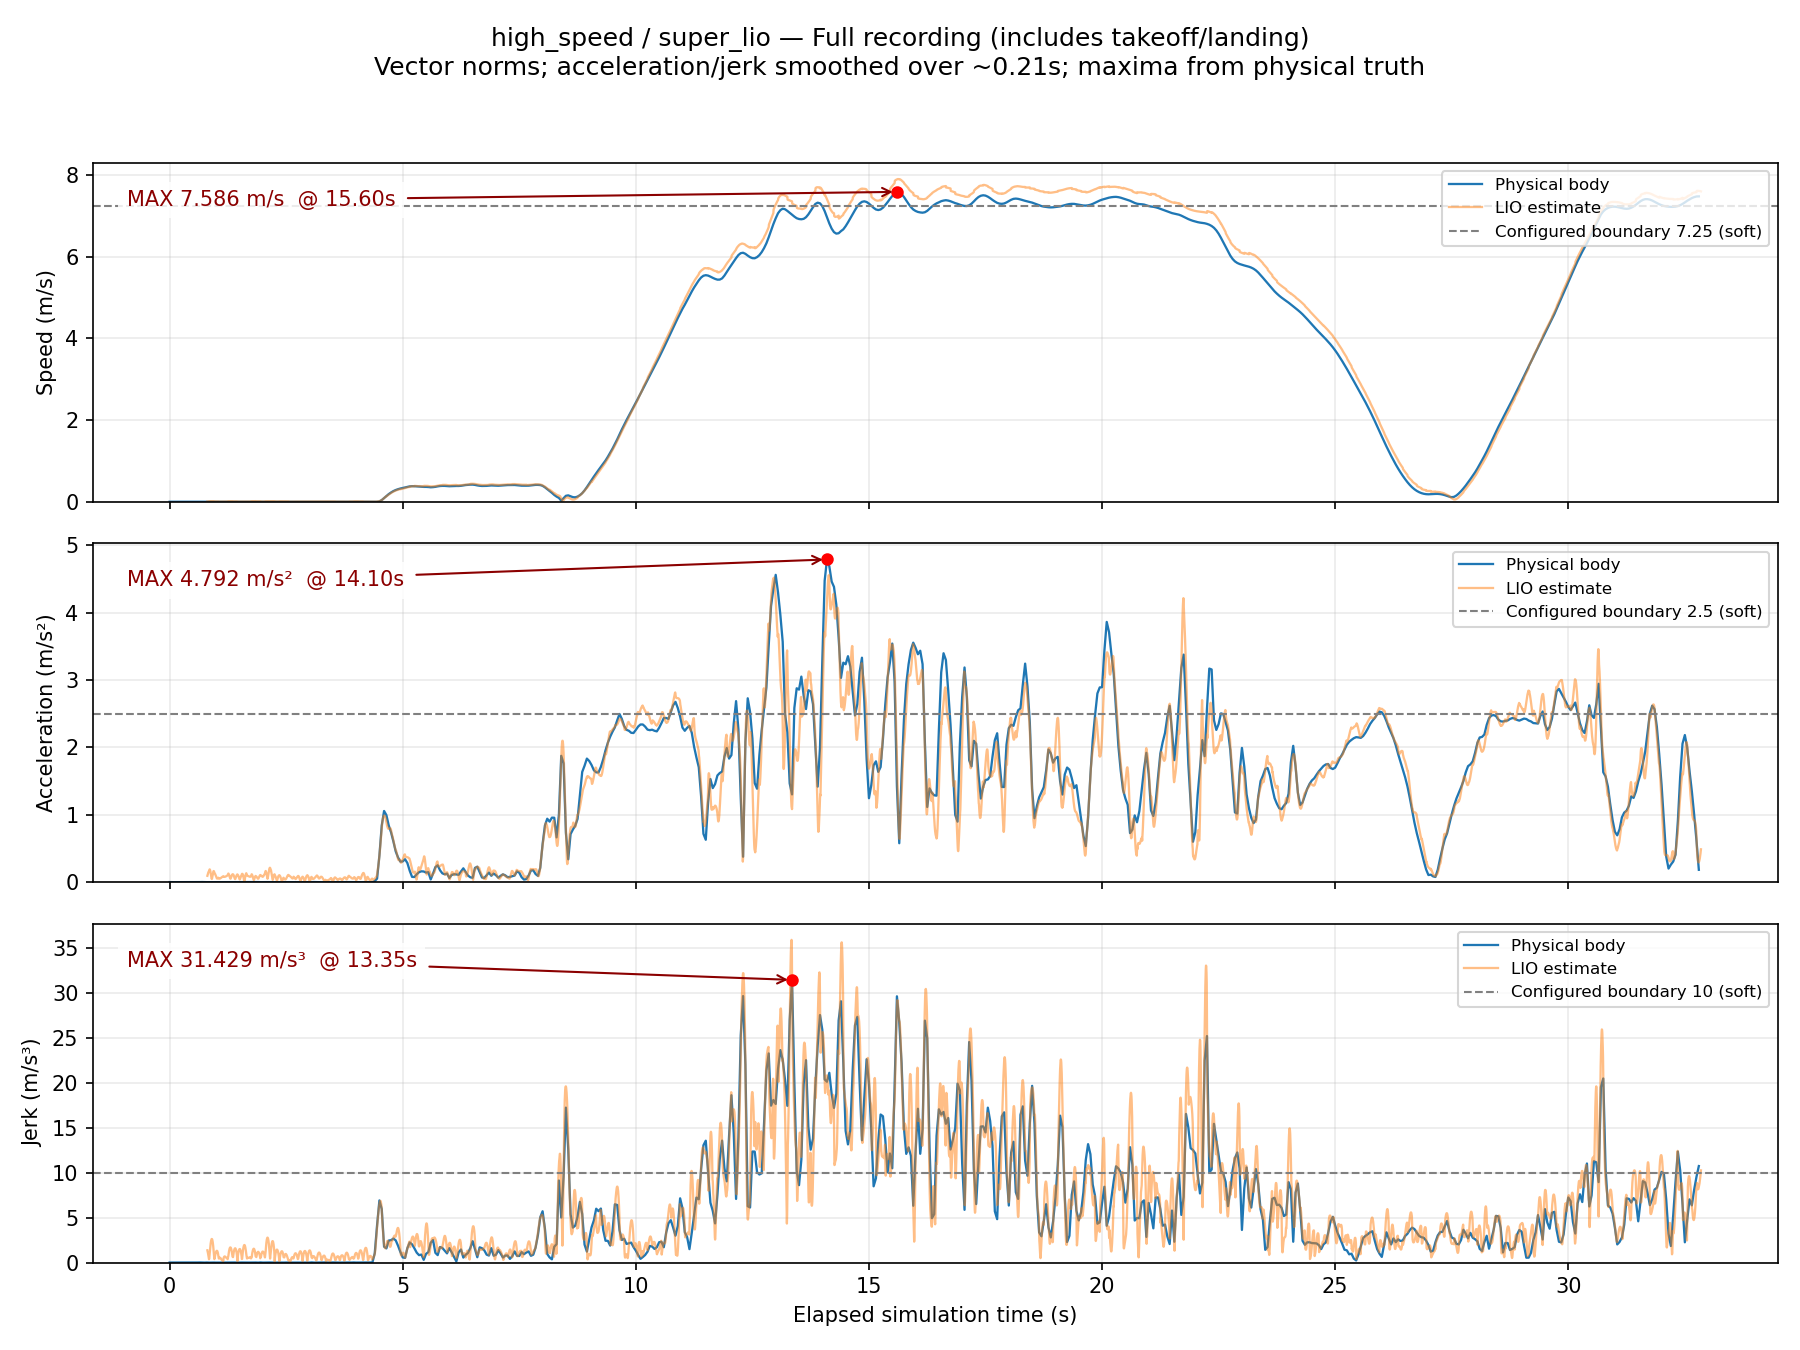 high_speed / super_lio — Full recording (includes takeoff/landing)
Vector norms; acceleration/jerk smoothed over ~0.21s; maxima from physical truth
Speed (m/s)
8
6
4
2
0
MAX 7.586 m/s  @ 15.60s
Physical body
LIO estimate
Configured boundary 7.25 (soft)
Acceleration (m/s²)
5
4
3
2
1
0
MAX 4.792 m/s²  @ 14.10s
Physical body
LIO estimate
Configured boundary 2.5 (soft)
Jerk (m/s³)
35
30
25
20
15
10
5
0
MAX 31.429 m/s³  @ 13.35s
Physical body
LIO estimate
Configured boundary 10 (soft)
0 5 10 15 20 25 30
Elapsed simulation time (s)